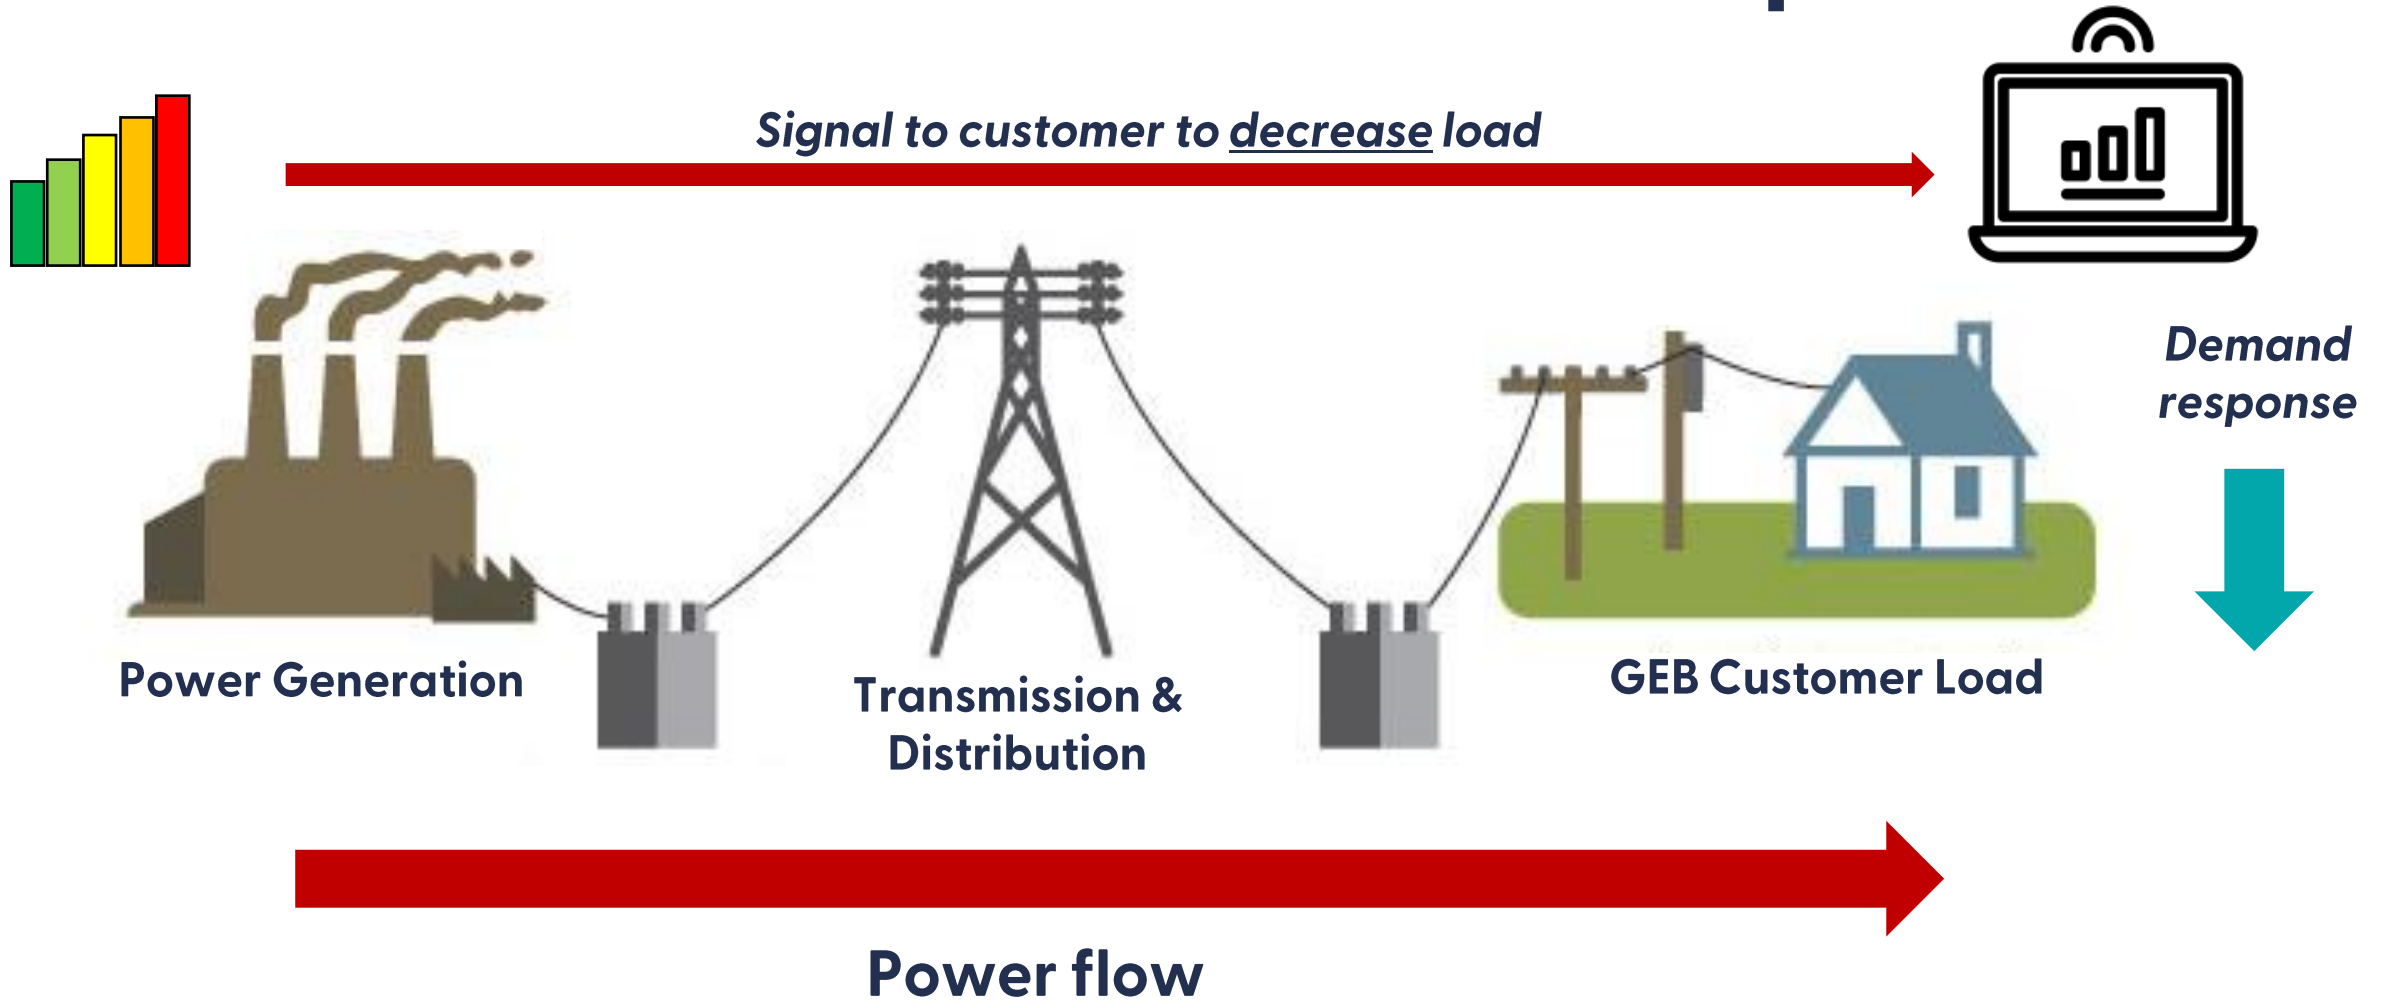 Signal to customer to decrease load
Demand
response
Power Generation
Transmission &
Distribution
GEB Customer Load
Power flow